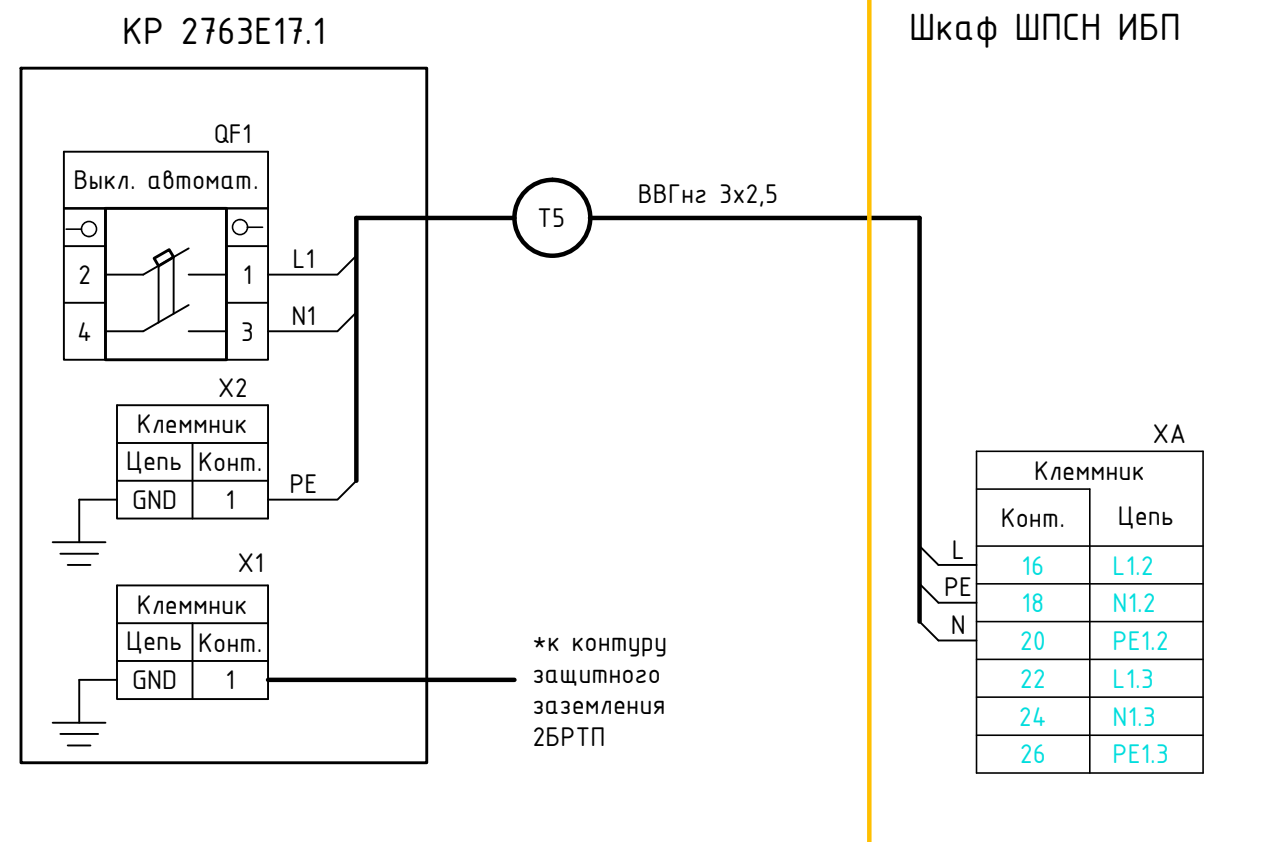 КР 2763Е17.1
Шкаф ШПСН ИБП
QF1
Выкл. автомат.
2
1
L1
4
3
N1
T5
ВВГнг 3х2,5
X2
Клеммник
Цепь Конт.
GND 1
PE
X1
Клеммник
Цепь Конт.
GND 1
*к контуру
защитного
заземления
2БРТП
XA
Клеммник
Конт. Цепь
L 16 L1.2
PE 18 N1.2
N 20 PE1.2
22 L1.3
24 N1.3
26 PE1.3